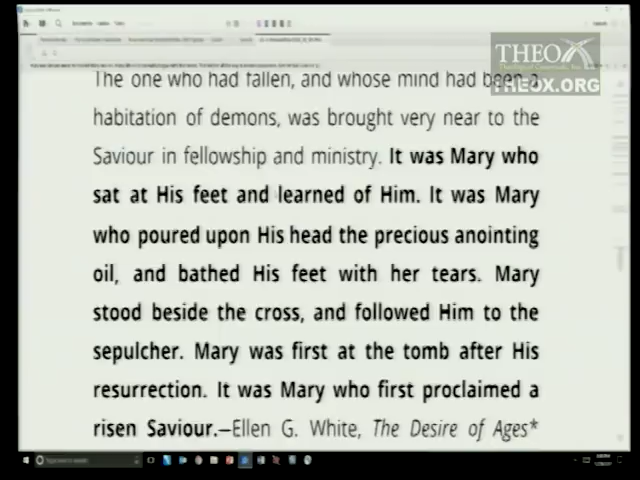 THEOX
THEOX.ORG
The one who had fallen, and whose mind had been a
habitation of demons, was brought very near to the
Saviour in fellowship and ministry. It was Mary who
sat at His feet and learned of Him. It was Mary
who poured upon His head the precious anointing
oil, and bathed His feet with her tears. Mary
stood beside the cross, and followed Him to the
sepulcher. Mary was first at the tomb after His
resurrection. It was Mary who first proclaimed a
risen Saviour.—Ellen G. White, The Desire of Ages*